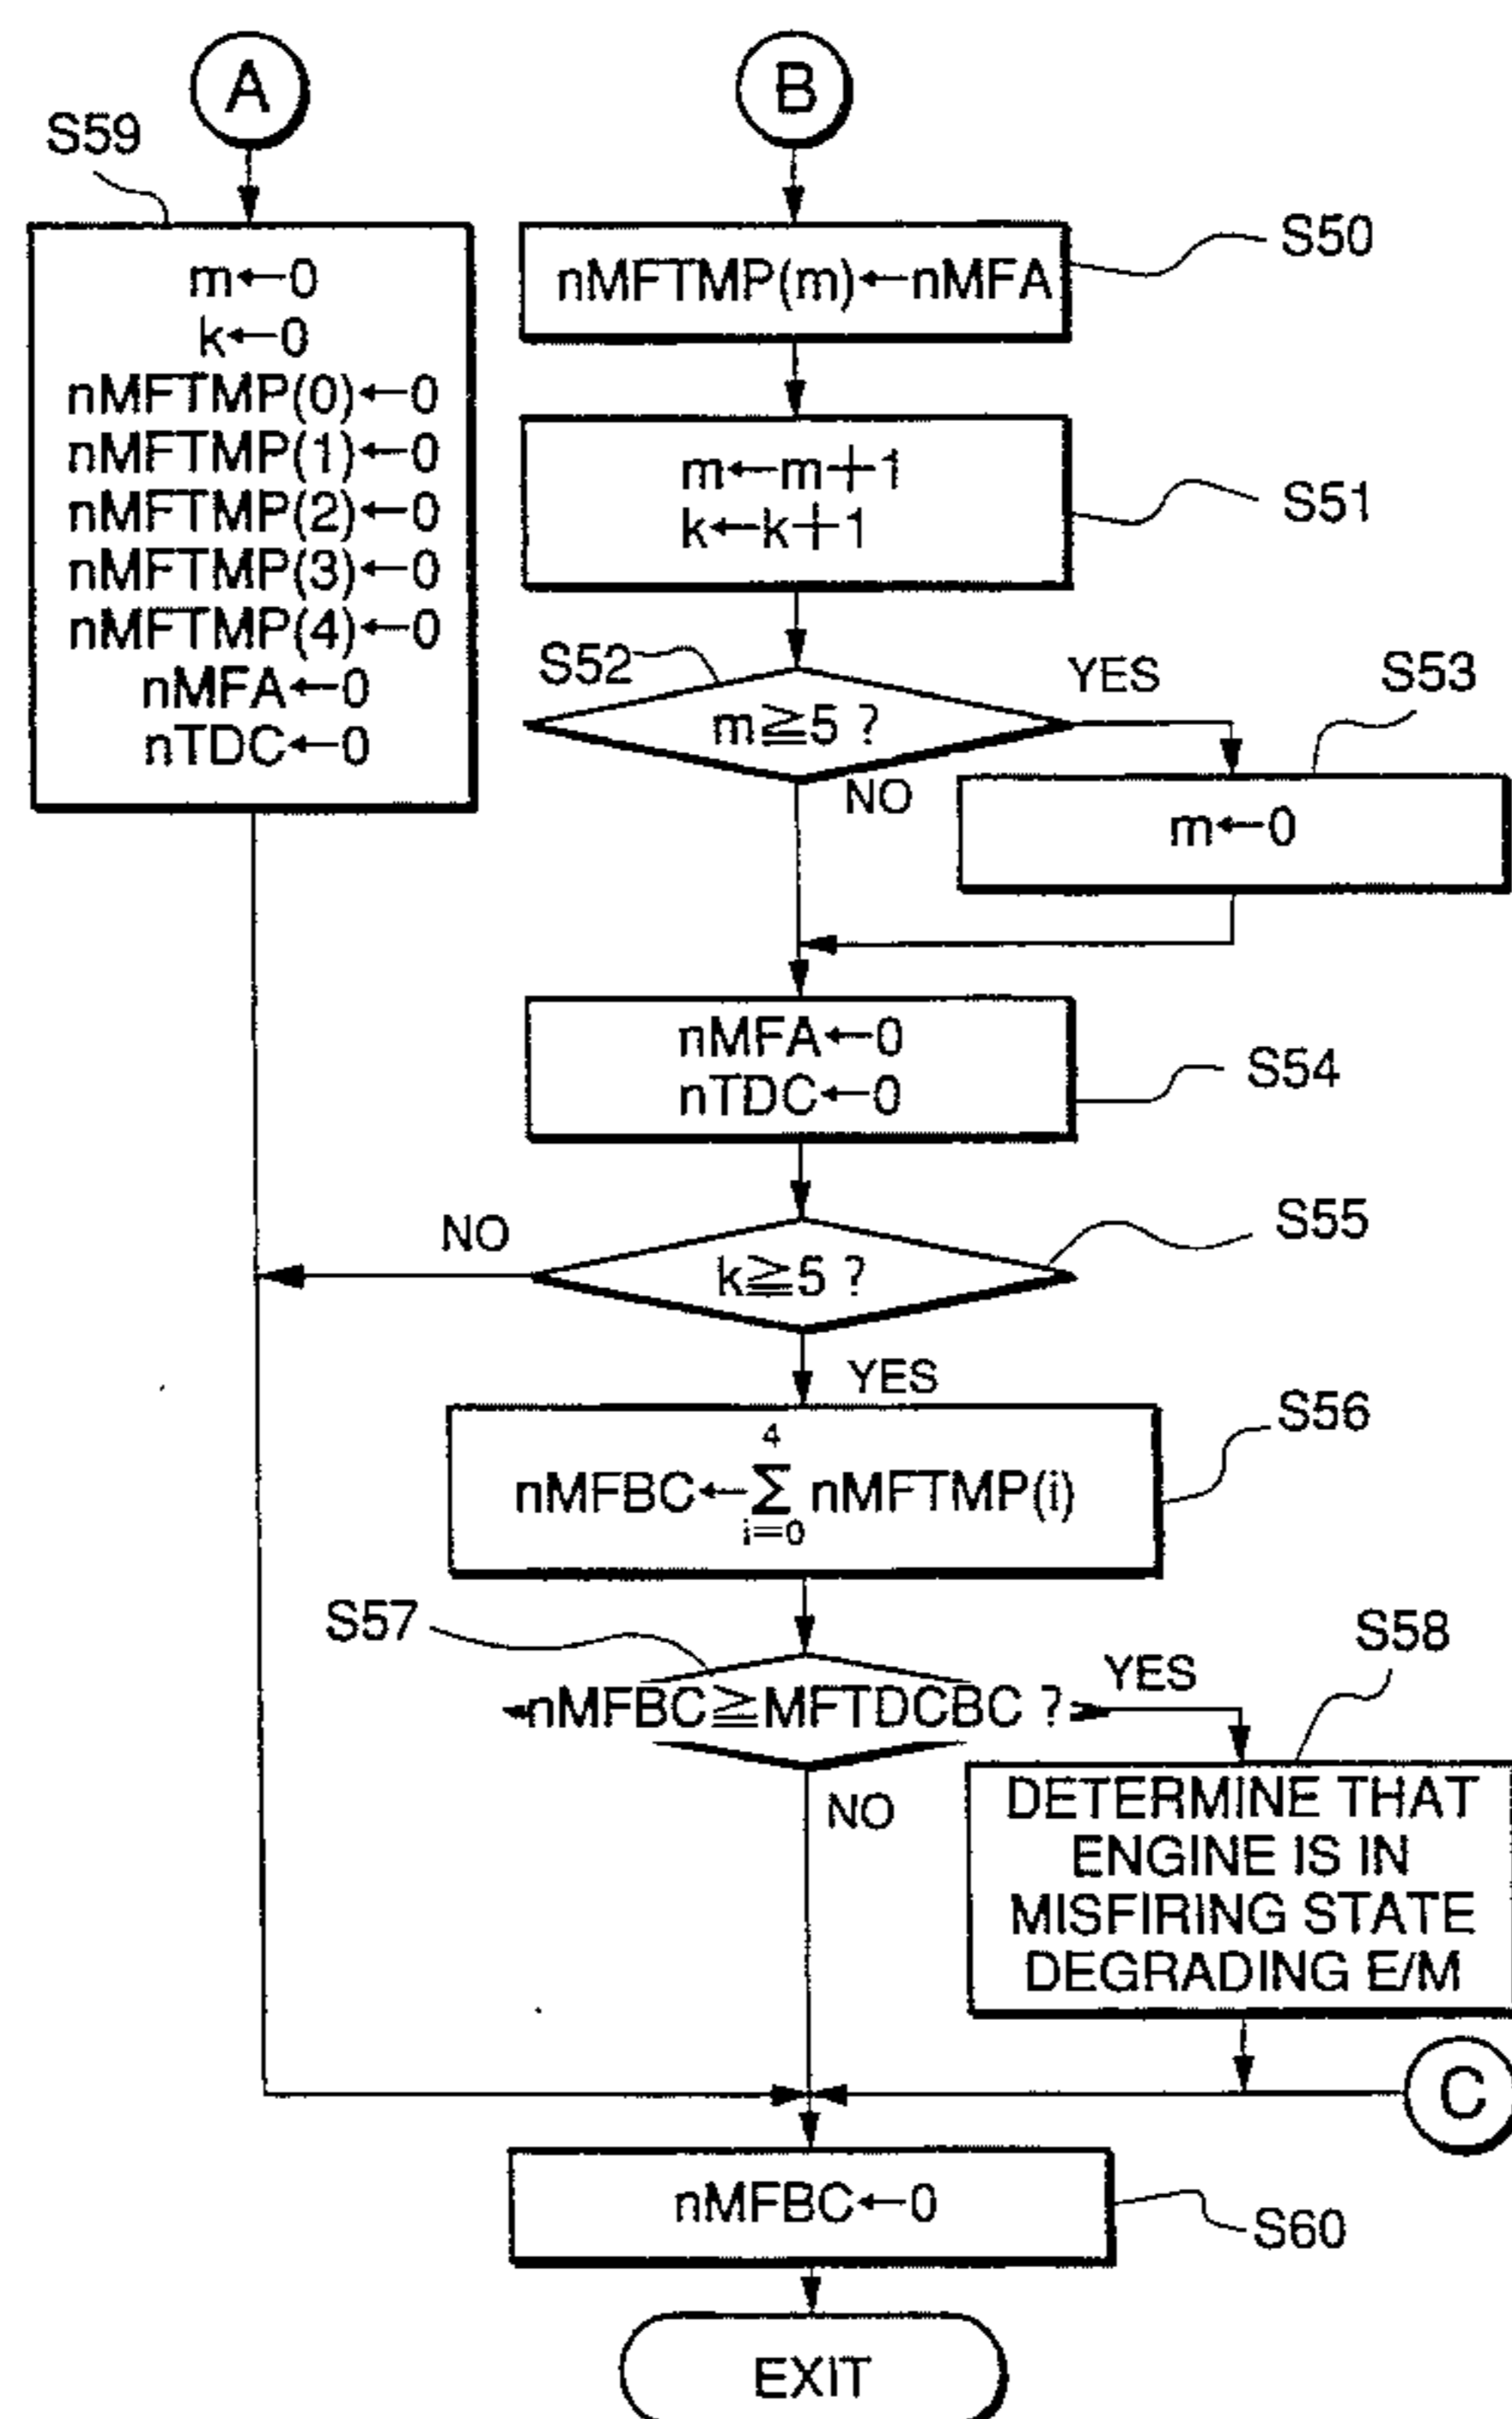 A
S59
m←0
k←0
nMFTMP(0)←0
nMFTMP(1)←0
nMFTMP(2)←0
nMFTMP(3)←0
nMFTMP(4)←0
nMFA←0
nTDC←0
B
nMFTMP(m)←nMFA
S50
m←m+1
k←k+1
S51
S52
m≧5 ?
YES
NO
S53
m←0
nMFA←0
nTDC←0
S54
NO
k≧5 ?
S55
YES
4
nMFBC←Σ nMFTMP(i)
i=0
S56
S57
nMFBC≧MFTDCBC ?
YES
NO
S58
DETERMINE THAT
ENGINE IS IN
MISFIRING STATE
DEGRADING E/M
C
nMFBC←0
S60
EXIT